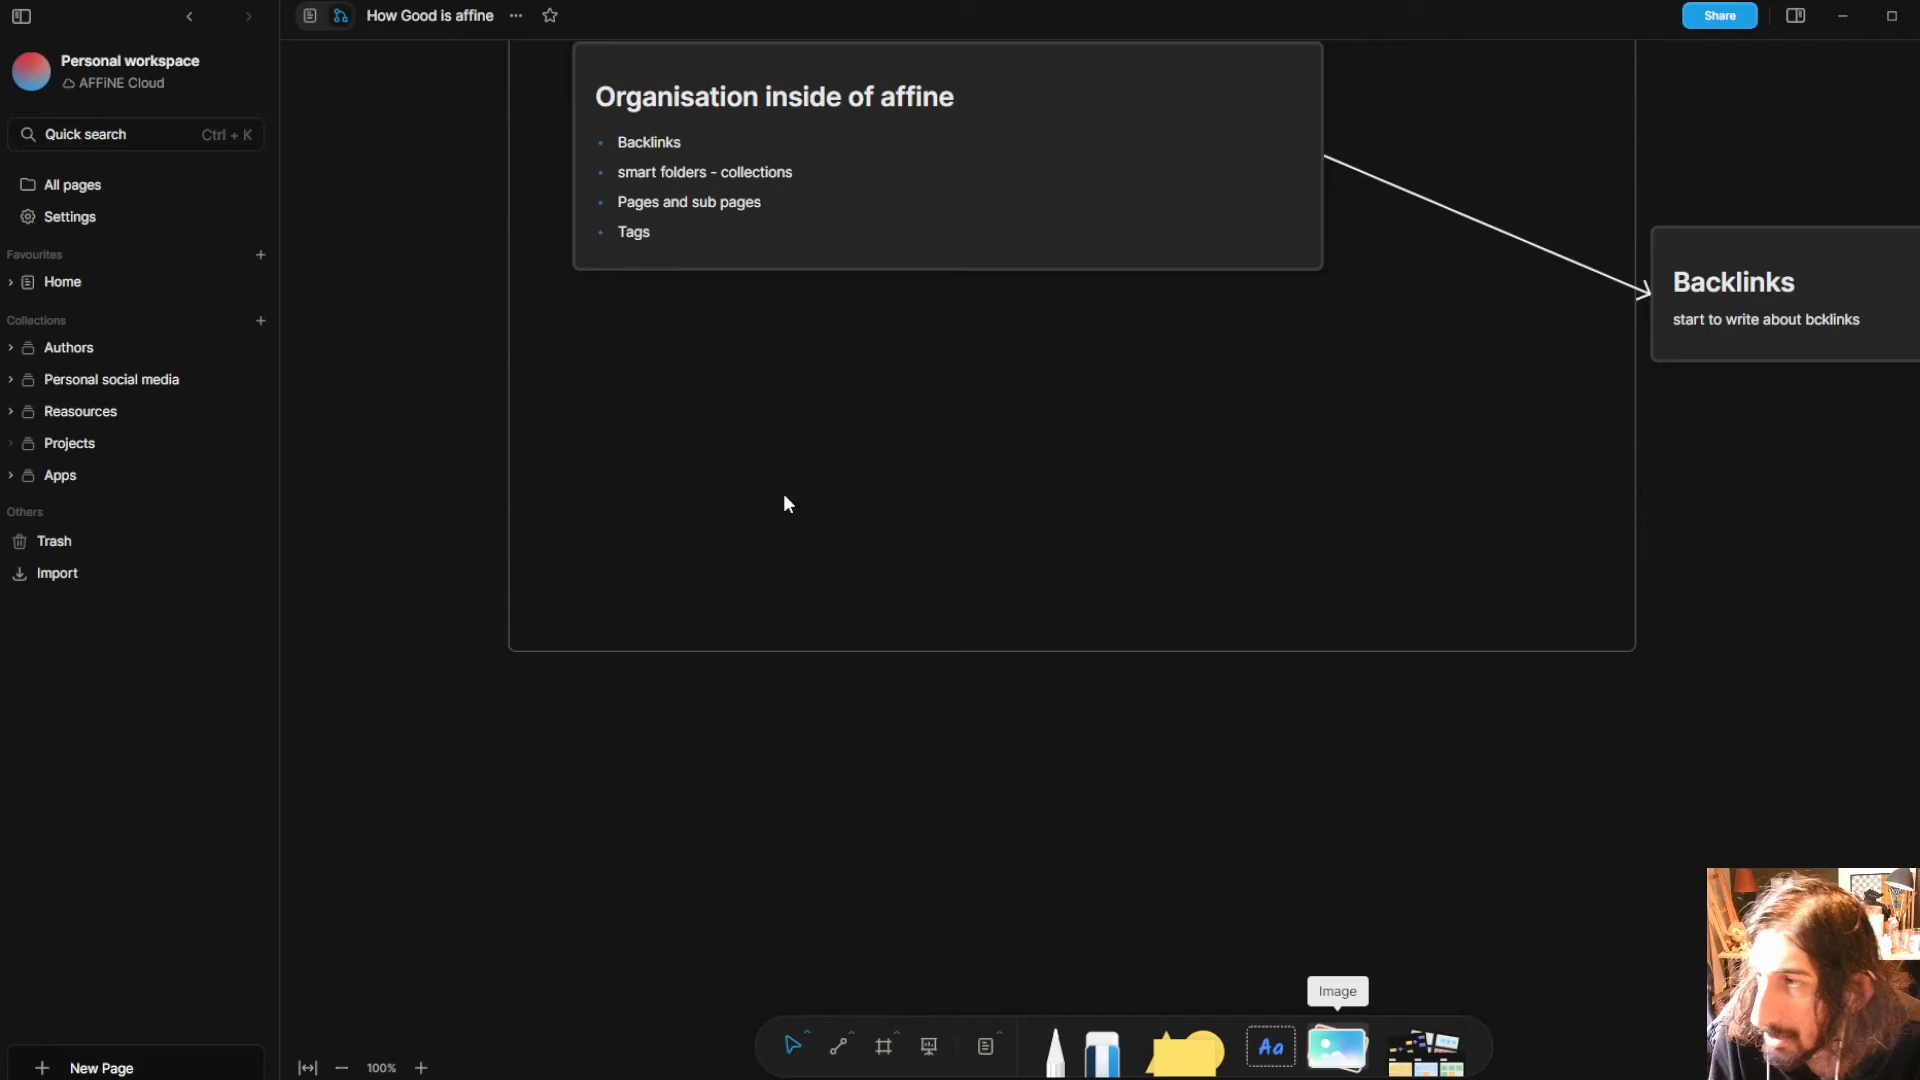 How Good is affine
Share
Personal workspace
AFFiNE Cloud
Quick search
Ctrl + K
All pages
Settings
Favourites
Home
Collections
Authors
Personal social media
Reasources
Projects
Apps
Others
Trash
Import
New Page
Organisation inside of affine
Backlinks
smart folders - collections
Pages and sub pages
Tags
Backlinks
start to write about bcklinks
Image
Aa
100%